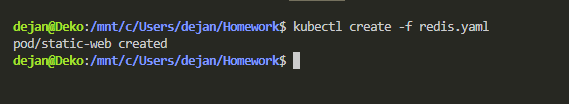 dejan@Deko:/mnt/c/Users/dejan/Homework$ kubectl create -f redis.yaml
pod/static-web created
dejan@Deko:/mnt/c/Users/dejan/Homework$